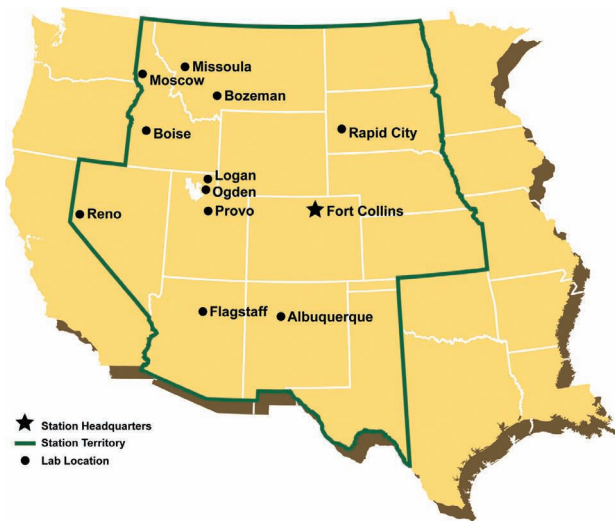 Missoula
Moscow
Bozeman
Boise
Rapid City
Logan
Ogden
Reno
Provo
Fort Collins
Flagstaff
Albuquerque
Station Headquarters
Station Territory
Lab Location